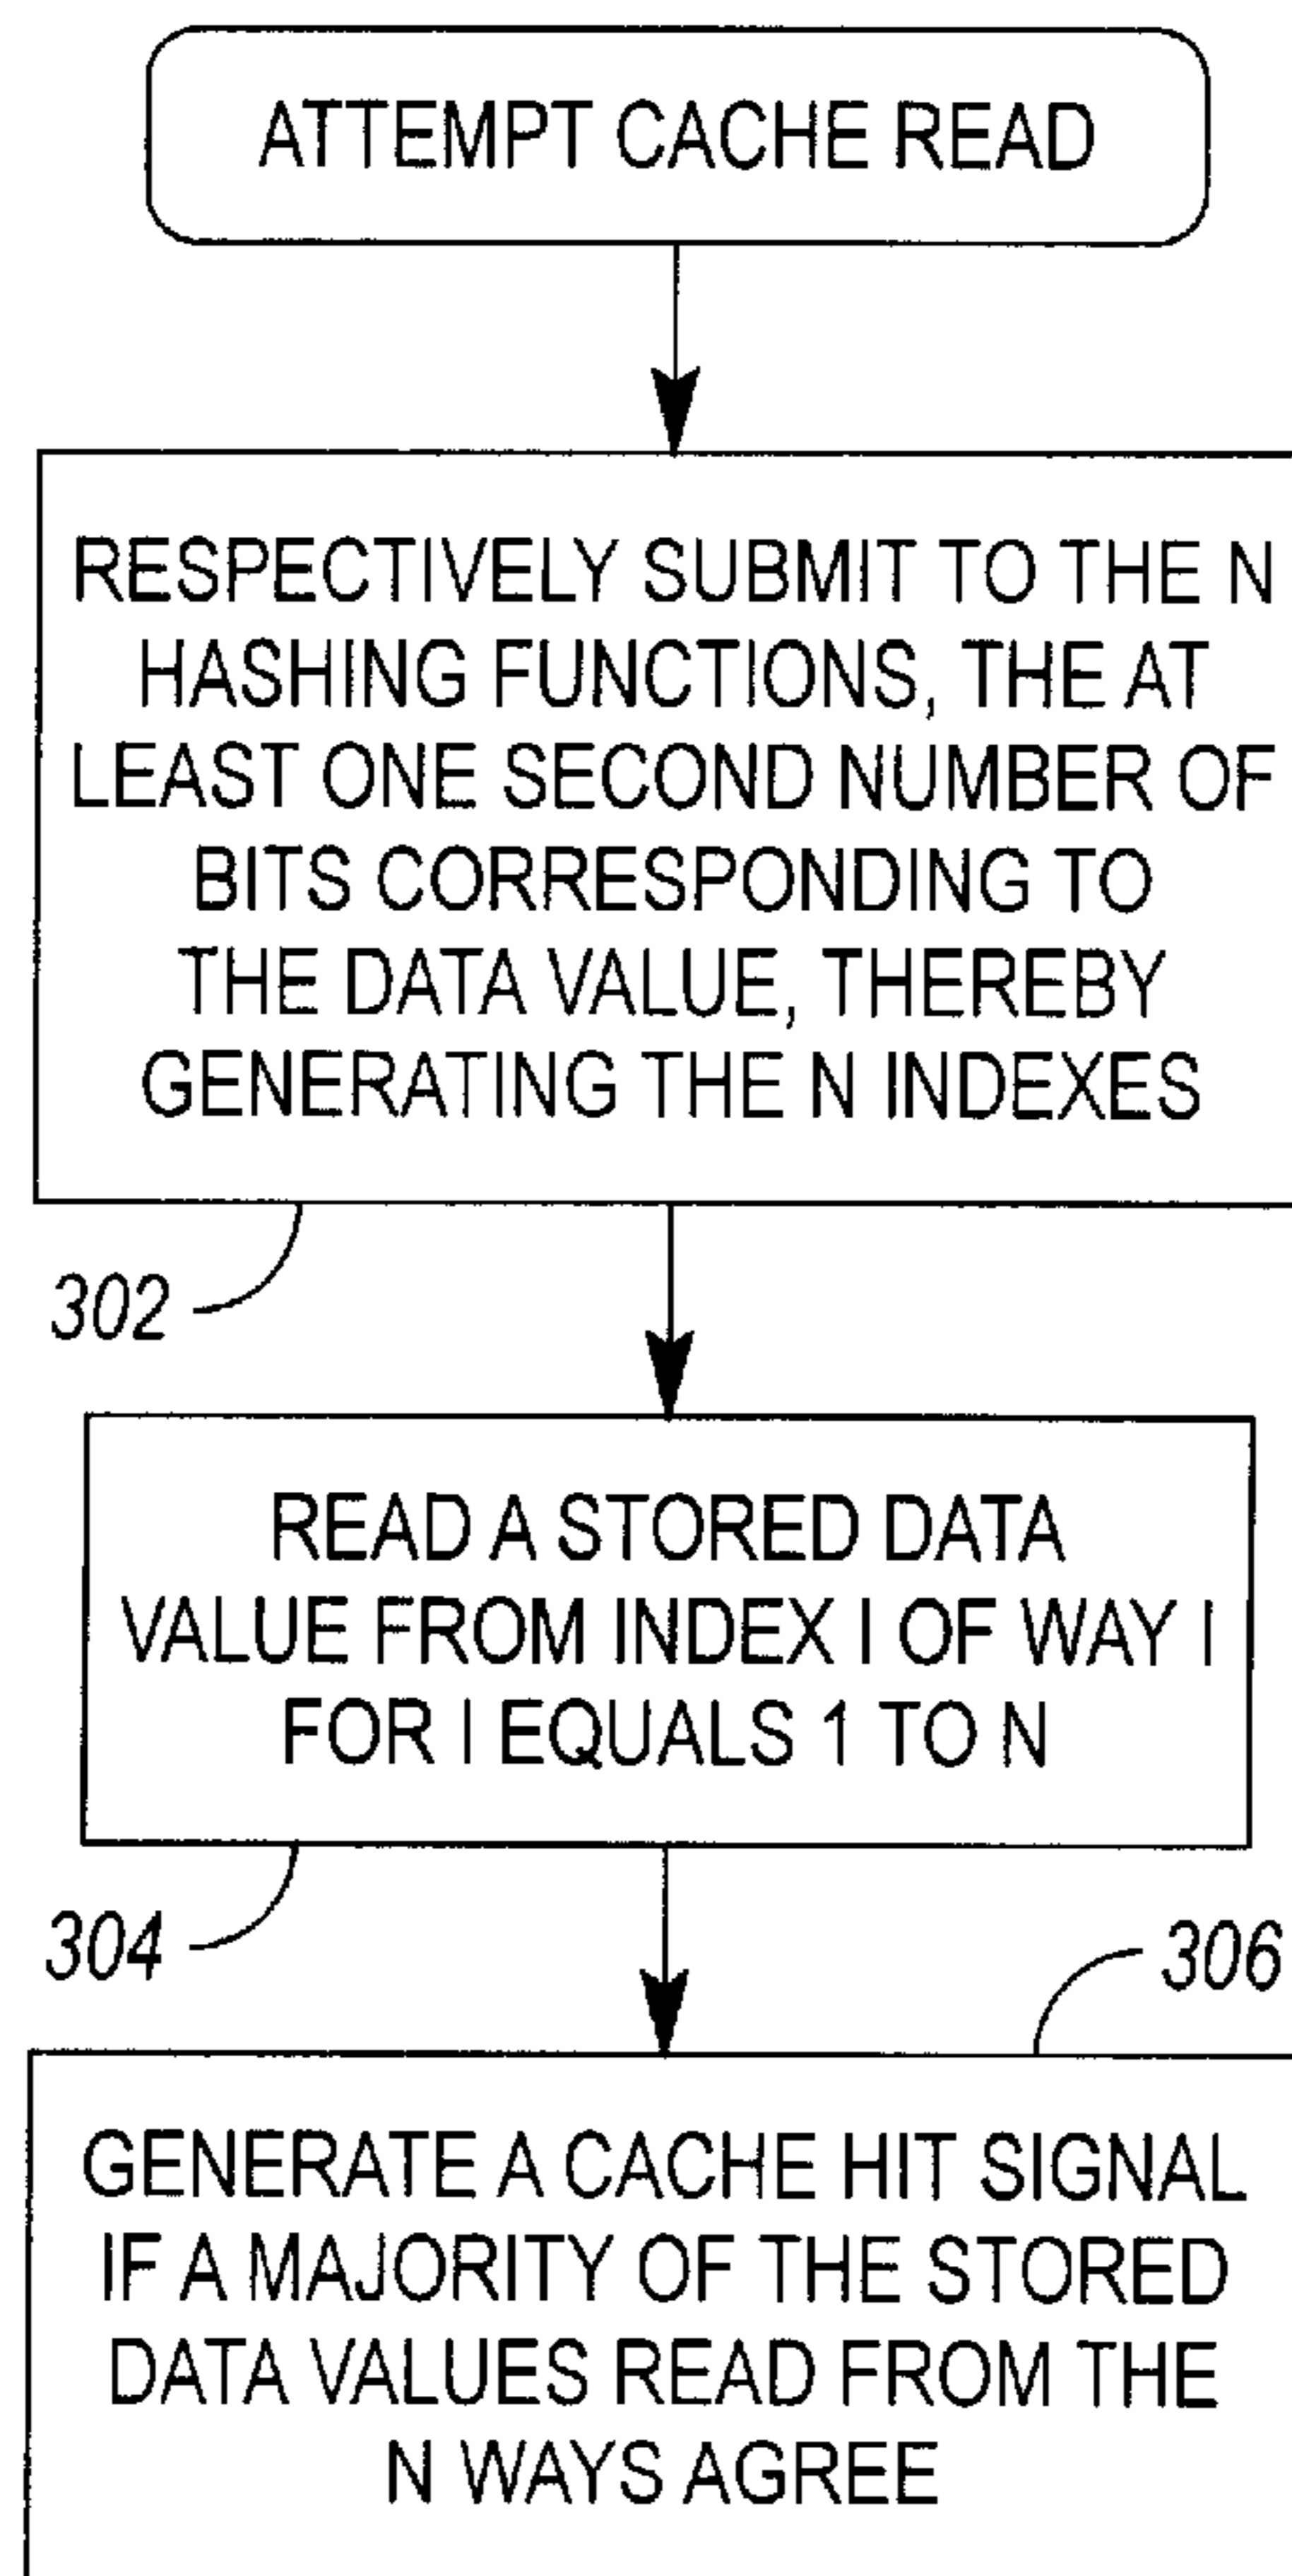 ATTEMPT CACHE READ
RESPECTIVELY SUBMIT TO THE N
HASHING FUNCTIONS, THE AT
LEAST ONE SECOND NUMBER OF
BITS CORRESPONDING TO
THE DATA VALUE, THEREBY
GENERATING THE N INDEXES
302
READ A STORED DATA
VALUE FROM INDEX I OF WAY I
FOR I EQUALS 1 TO N
304
306
GENERATE A CACHE HIT SIGNAL
IF A MAJORITY OF THE STORED
DATA VALUES READ FROM THE
N WAYS AGREE